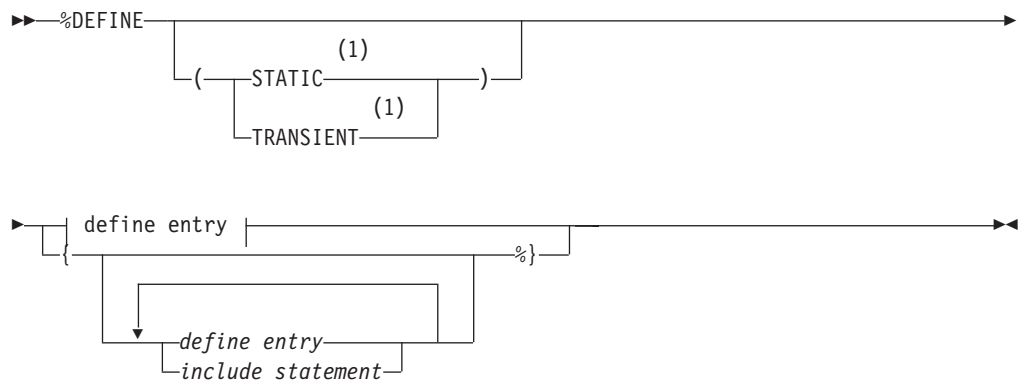 %DEFINE
(1)
( STATIC )
(1)
TRANSIENT
define entry
{ %}
define entry
include statement